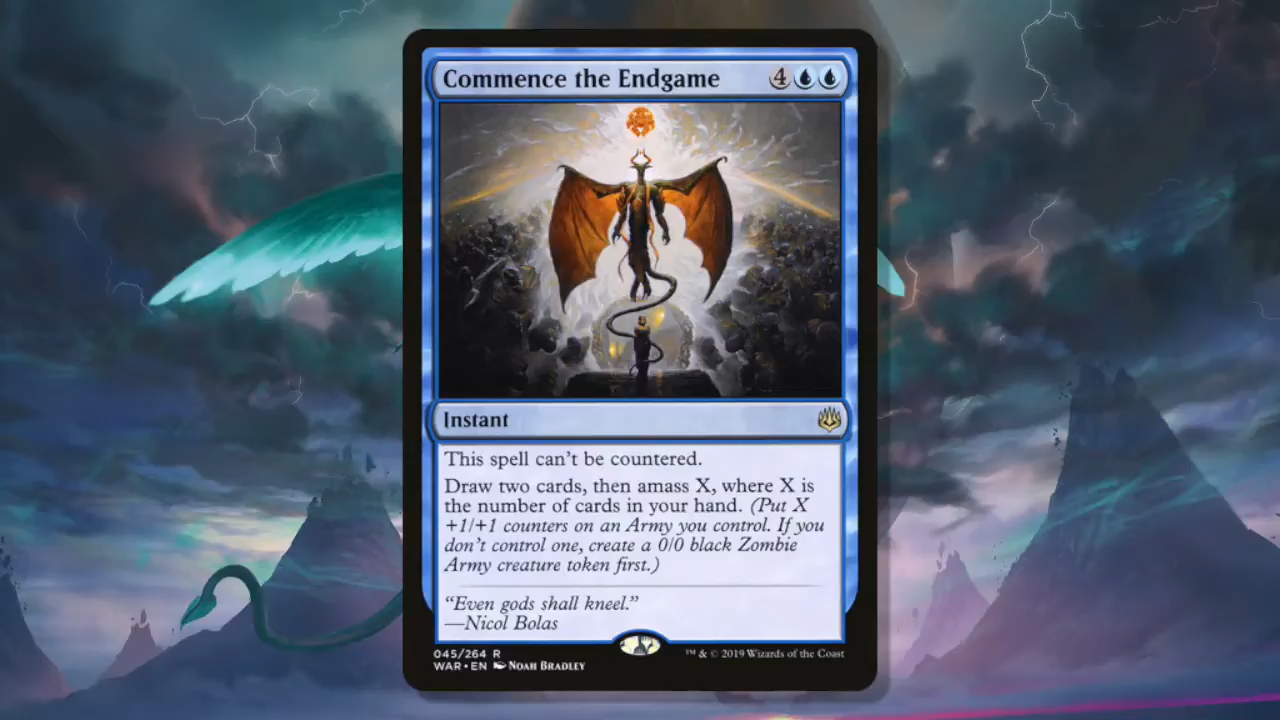 Commence the Endgame 4
Instant
This spell can't be countered.
Draw two cards, then amass X, where X is
the number of cards in your hand. (Put X
+1/+1 counters on an Army you control. If you
don't control one, create a 0/0 black Zombie
Army creature token first.)
“Even gods shall kneel.”
—Nicol Bolas
045/264 R
WAR • EN Noah Bradley
™ & © 2019 Wizards of the Coast